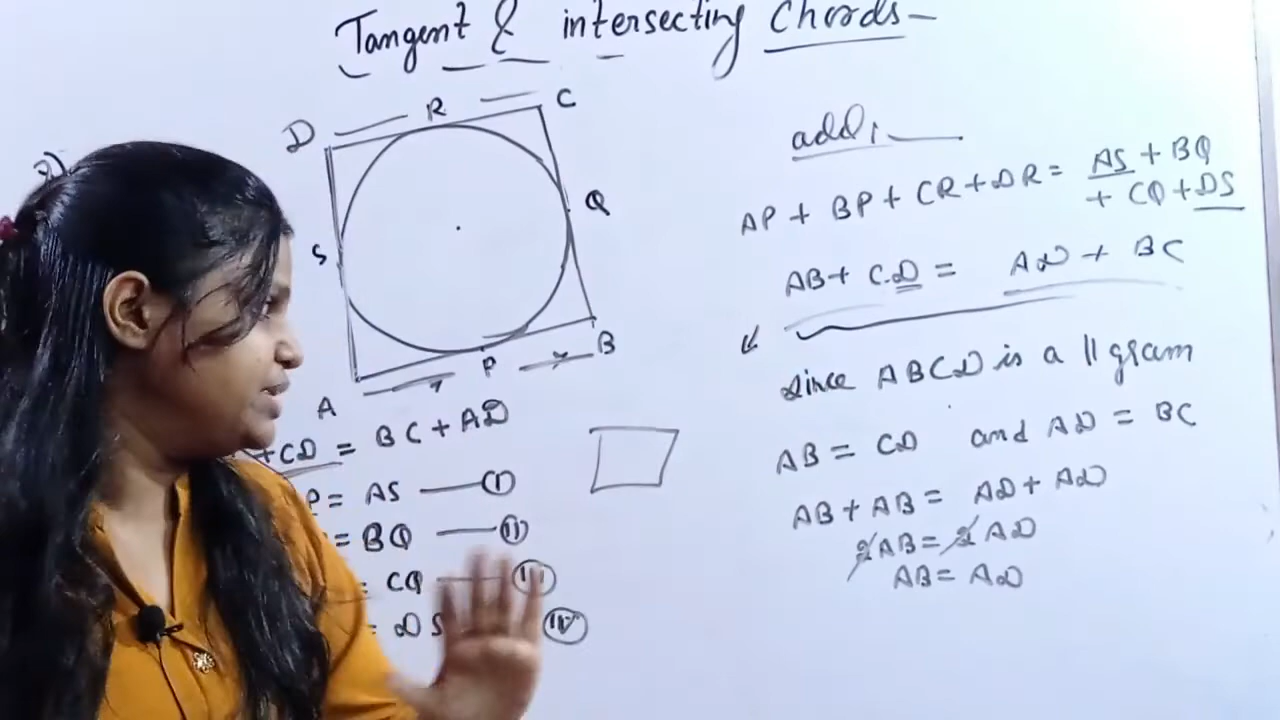 Tangent & intersecting Chords-
D R C
S Q
A P B
+CD = BC + AD
P = AS — (I)
= BQ — (II)
= CQ — (III)
= DS (IV)
add,
AP + BP + CR + DR = AS + BQ
+ CQ + DS
AB + CD = AD + BC
Since ABCD is a || gram
AB = CD and AD = BC
AB + AB = AD + AD
2AB = 2AD
AB = AD